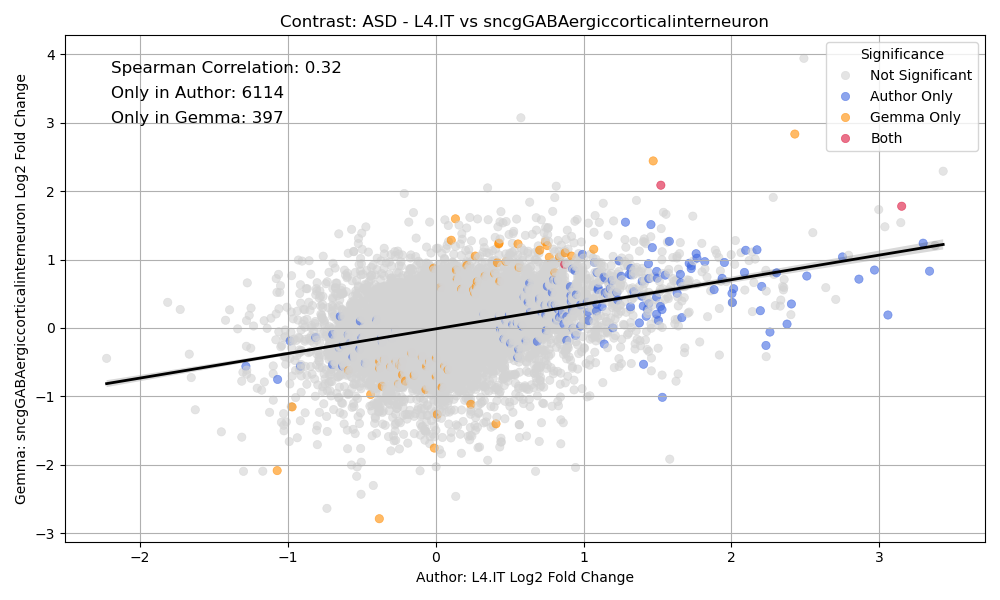 Contrast: ASD - L4.IT vs sncgGABAergiccorticalinterneuron
Spearman Correlation: 0.32
Only in Author: 6114
Only in Gemma: 397
Significance
Not Significant
Author Only
Gemma Only
Both
Gemma: sncgGABAergiccorticalinterneuron Log2 Fold Change
4
3
2
1
0
−1
−2
−3
−2
−1
0
1
2
3
Author: L4.IT Log2 Fold Change